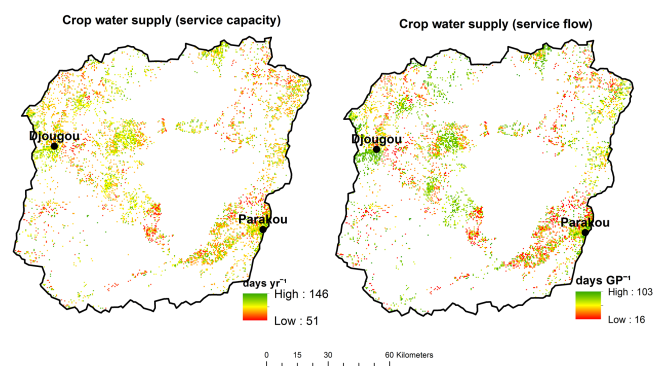 Crop water supply (service capacity)
Crop water supply (service flow)
Djougou
Parakou
days yr⁻¹
High : 146
Low : 51
Djougou
Parakou
days GP⁻¹
High : 103
Low : 16
0 15 30 60 Kilometers